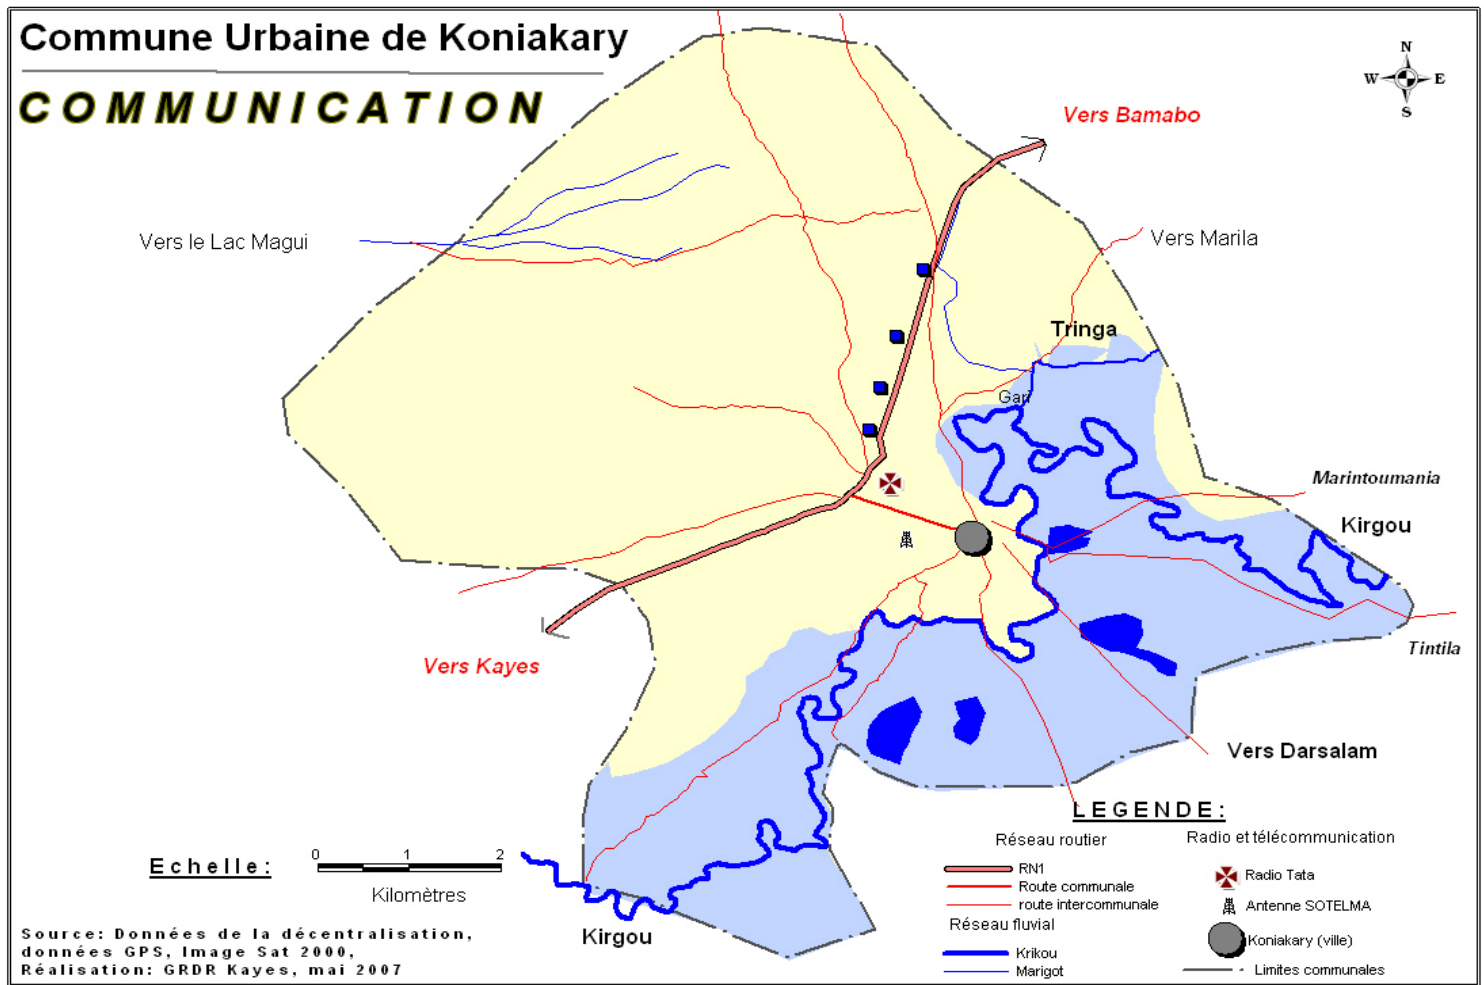 Commune Urbaine de Koniakary
COMMUNICATION
N
W E
S
Vers Bamabo
Vers le Lac Magui
Vers Marila
Tringa
Gari
Marintoumania
Kirgou
Tintila
Vers Kayes
Vers Darsalam
Kirgou
Echelle:
0 1 2
Kilomètres
Source: Données de la décentralisation,
données GPS, Image Sat 2000,
Réalisation: GRDR Kayes, mai 2007
LEGENDE:
Réseau routier
RN1
Route communale
route intercommunale
Réseau fluvial
Krikou
Marigot
Radio et télécommunication
Radio Tata
Antenne SOTELMA
Koniakary (ville)
Limites communales